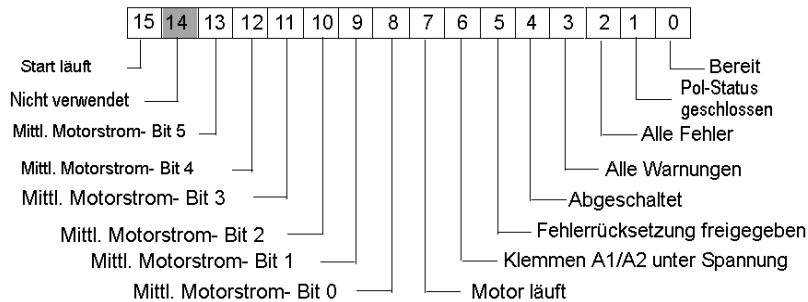 15 14 13 12 11 10 9 8 7 6 5 4 3 2 1 0
Start läuft
Bereit
Nicht verwendet
Pol-Status
geschlossen
Mittl. Motorstrom- Bit 5
Alle Fehler
Mittl. Motorstrom- Bit 4
Alle Warnungen
Mittl. Motorstrom- Bit 3
Abgeschaltet
Mittl. Motorstrom- Bit 2
Fehlerrücksetzung freigegeben
Mittl. Motorstrom- Bit 1
Klemmen A1/A2 unter Spannung
Mittl. Motorstrom- Bit 0
Motor läuft